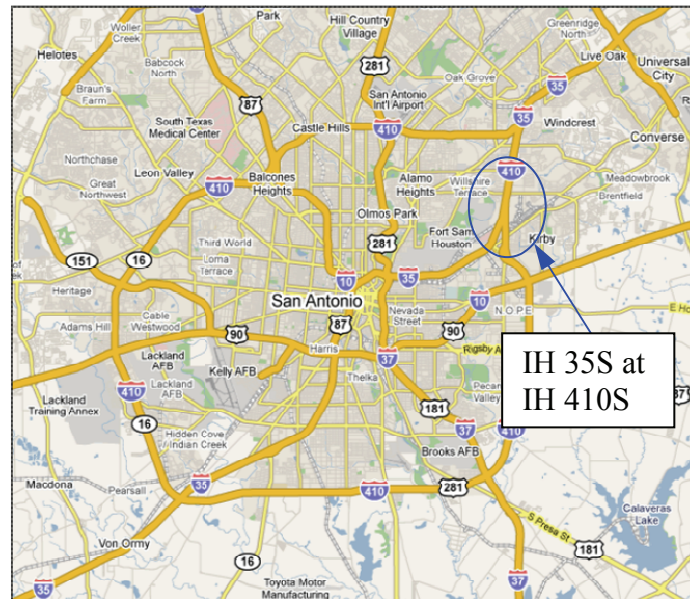 Park
Hill Country
Village
Greenridge
North
Woller
Creek
Helotes
Babcock
North
281
Oak Grove
Live Oak
Universal
City
35
Braun's
Farm
87
San Antonio
Int'l Airport
35
South Texas
Medical Center
Castle Hills
410
35
Windcrest
Converse
Northchase
Leon Valley
Great
Northwest
410
Balcones
Heights
Alamo
Heights
Willshire
Terrace
410
Meadowbrook
Brentfield
Olmos Park
151
16
Third World
Loma
Terrace
281
Fort Sam
Houston
Kirby
Heritage
10
35
10
San Antonio
Nevada
Street
N O P E
E Ho
Adams Hill
Cable
Westwood
90
87
90
Harris
37
Rigsby A
Lackland
AFB
Kelly AFB
Thelka
IH 35S at
IH 410S
410
Lackland
AFB
Lackland
Training Annex
181
Pecan
Valley
87
16
37
410
Hidden Cove
Indian Creek
Brooks AFB
Macdona
Pearsall
35
410
281
S Presa St
Calaveras
Lake
Von Ormy
181
16
37
35
Toyota Motor
Manufacturing